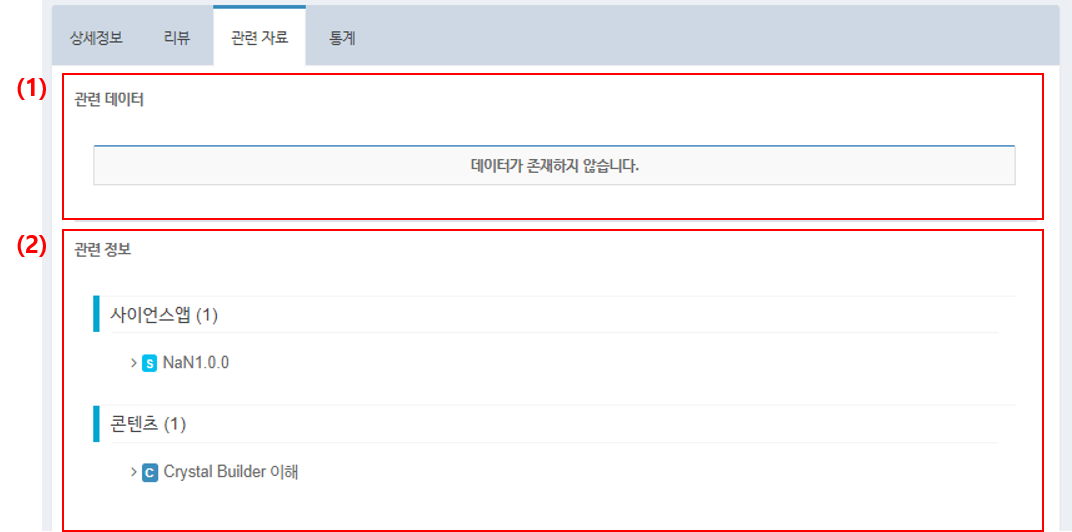 상세정보 리뷰 관련 자료 통계
(1)
관련 데이터
데이터가 존재하지 않습니다.
(2)
관련 정보
사이언스앱 (1)
> S NaN1.0.0
콘텐츠 (1)
> C Crystal Builder 이해